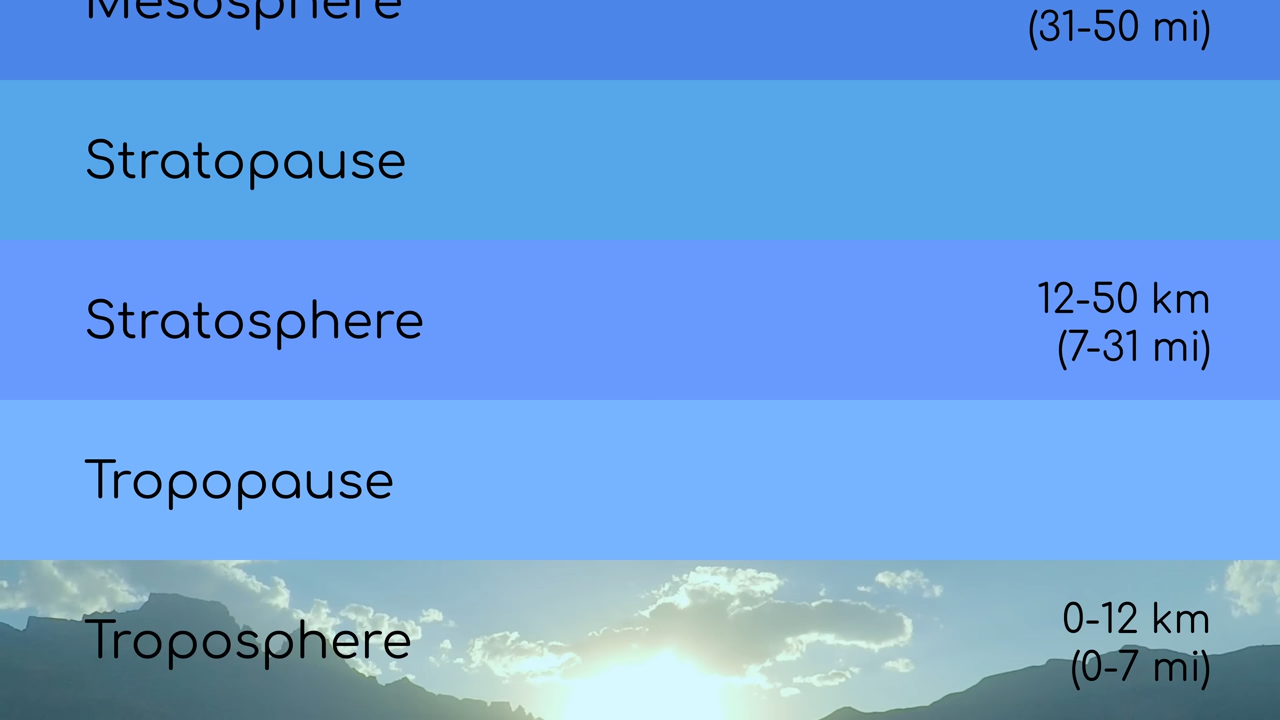 Mesosphere
(31-50 mi)
Stratopause
Stratosphere
12-50 km
(7-31 mi)
Tropopause
Troposphere
0-12 km
(0-7 mi)